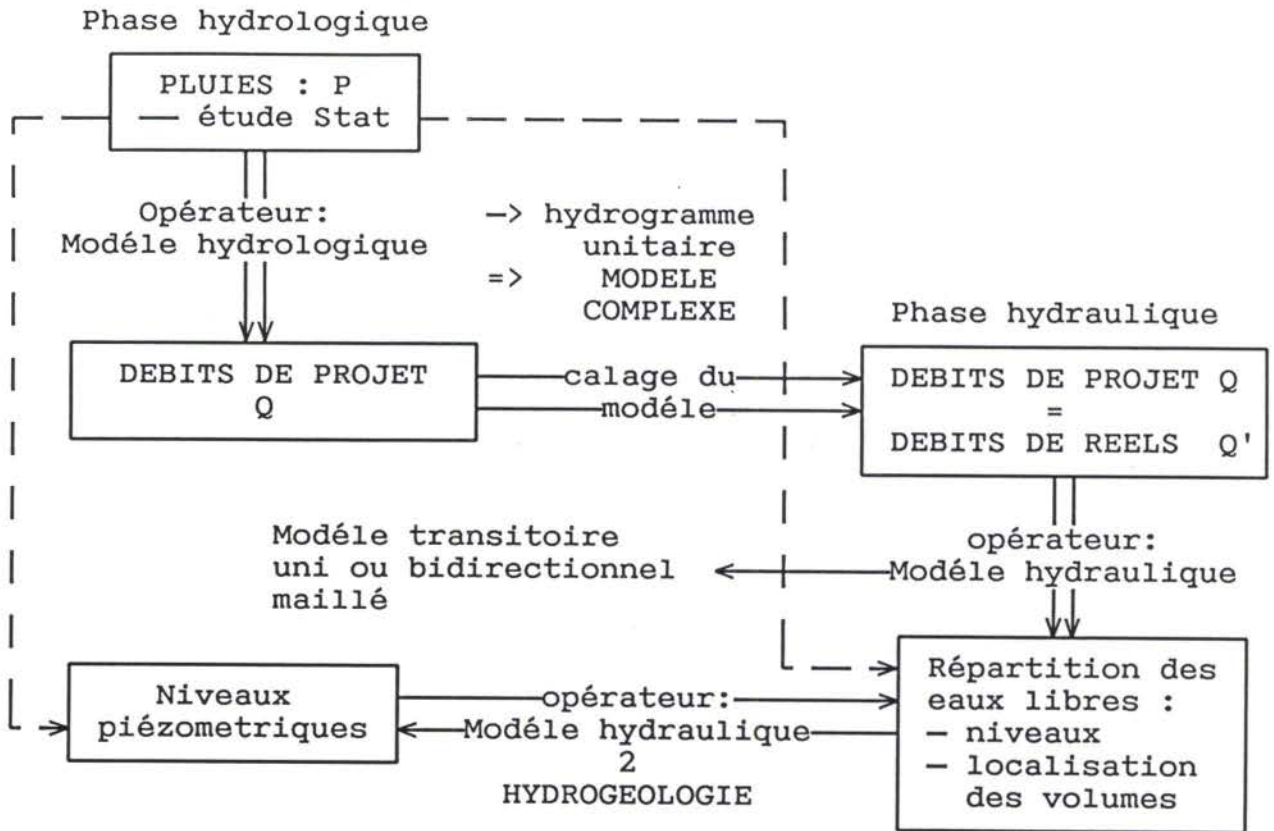 Phase hydrologique
PLUIES : P
— étude Stat
Opérateur:
Modéle hydrologique
—> hydrogramme
unitaire
=> MODELE
COMPLEXE
Phase hydraulique
DEBITS DE PROJET
Q
calage du
modéle
DEBITS DE PROJET Q
=
DEBITS DE REELS Q'
Modéle transitoire
uni ou bidirectionnel
maillé
opérateur:
Modéle hydraulique
Niveaux
piézometriques
opérateur:
Modéle hydraulique
2
HYDROGEOLOGIE
Répartition des
eaux libres :
— niveaux
— localisation
des volumes